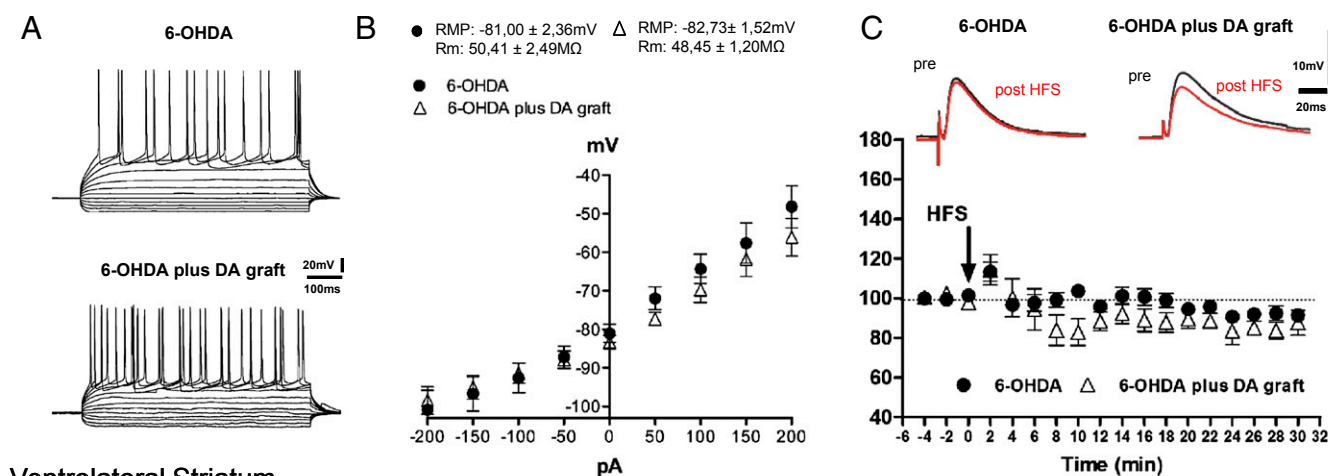 A
6-OHDA
6-OHDA plus DA graft
20mV
100ms
B
● RMP: -81,00 ± 2,36mV
Rm: 50,41 ± 2,49MΩ
△ RMP: -82,73± 1,52mV
Rm: 48,45 ± 1,20MΩ
● 6-OHDA
△ 6-OHDA plus DA graft
mV
-40
-50
-60
-70
-80
-90
-100
-200 -150 -100 -50 0 50 100 150 200
pA
C
6-OHDA 6-OHDA plus DA graft
pre
post HFS
pre
post HFS
10mV
20ms
180
160
140
120
100
80
60
40
HFS
● 6-OHDA △ 6-OHDA plus DA graft
-6 -4 -2 0 2 4 6 8 10 12 14 16 18 20 22 24 26 28 30 32
Time (min)
Ventrolateral Striatum